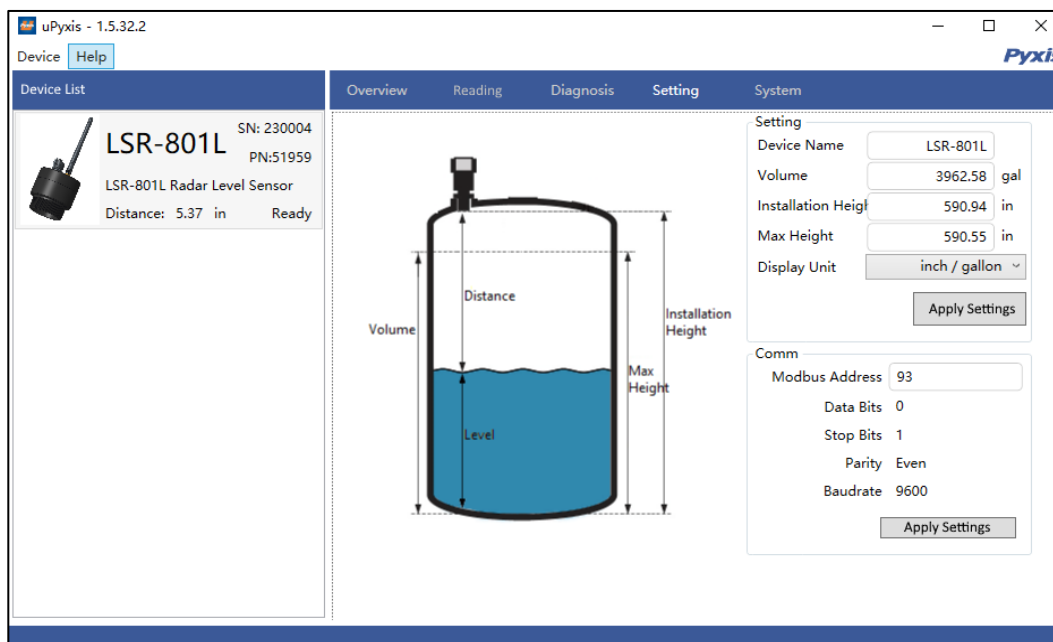 uPyxis - 1.5.32.2
Device Help
Pyxis
Device List
Overview Reading Diagnosis Setting System
LSR-801L
SN: 230004
PN:51959
LSR-801L Radar Level Sensor
Distance: 5.37 in Ready
Distance
Volume
Installation
Height
Max
Height
Level
Setting
Device Name LSR-801L
Volume 3962.58 gal
Installation Heigh 590.94 in
Max Height 590.55 in
Display Unit inch / gallon
Apply Settings
Comm
Modbus Address 93
Data Bits 0
Stop Bits 1
Parity Even
Baudrate 9600
Apply Settings